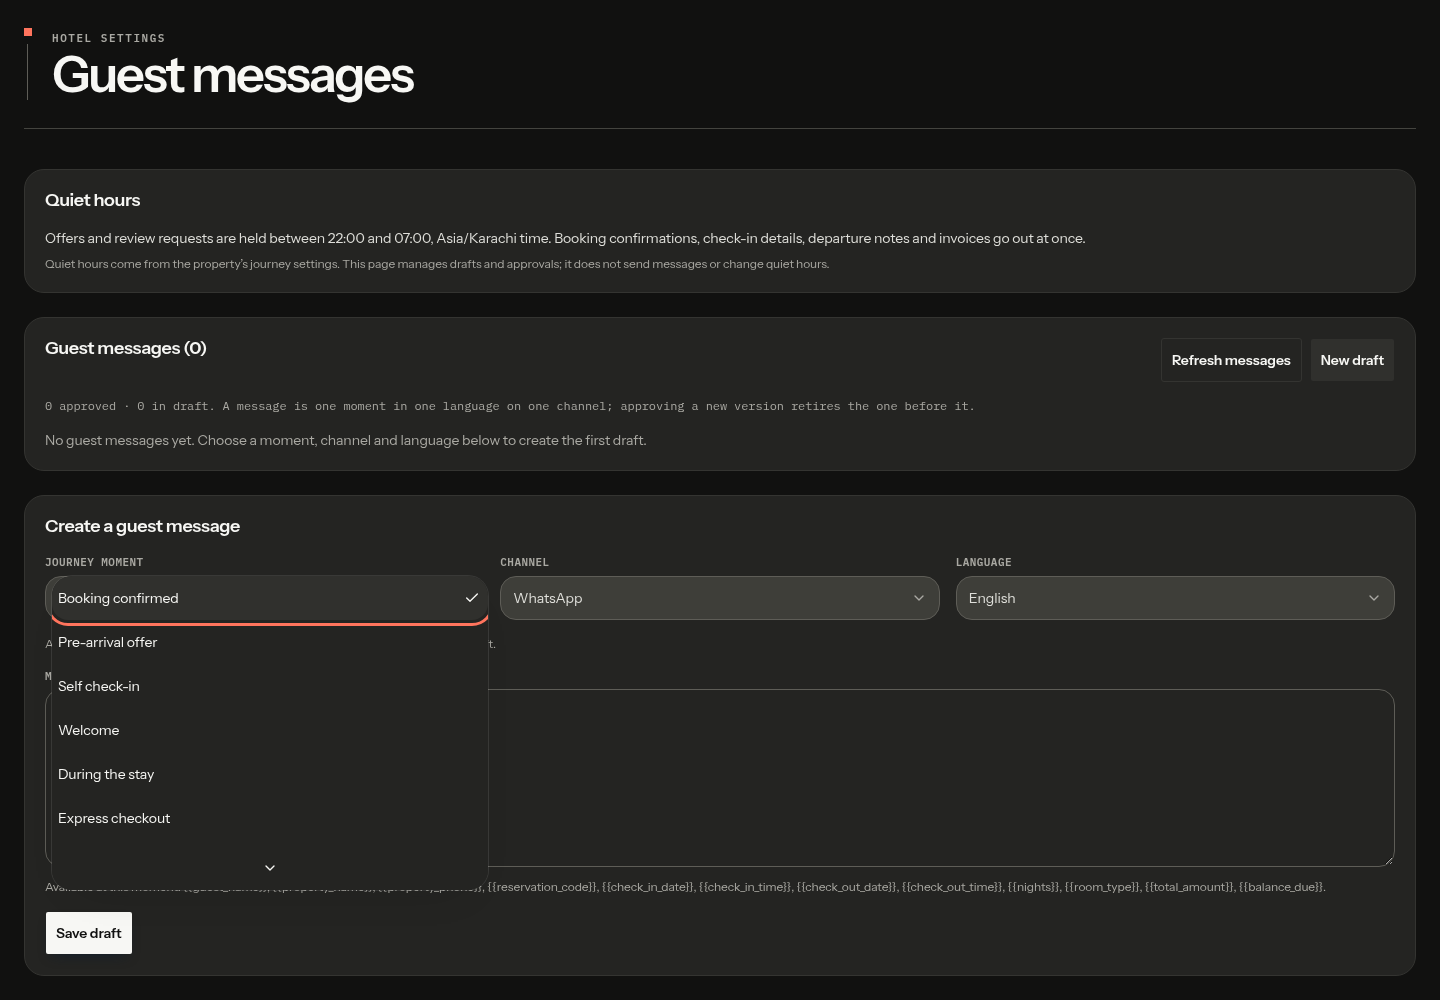 HOTEL SETTINGS
Guest messages
Quiet hours
Offers and review requests are held between 22:00 and 07:00, Asia/Karachi time. Booking confirmations, check-in details, departure notes and invoices go out at once.
Quiet hours come from the property's journey settings. This page manages drafts and approvals; it does not send messages or change quiet hours.
Guest messages (0)
Refresh messages
New draft
0 approved · 0 in draft. A message is one moment in one language on one channel; approving a new version retires the one before it.
No guest messages yet. Choose a moment, channel and language below to create the first draft.
Create a guest message
JOURNEY MOMENT
CHANNEL
LANGUAGE
Booking confirmed
WhatsApp
English
Pre-arrival offer
Self check-in
Welcome
During the stay
Express checkout
{{reservation_code}}, {{check_in_date}}, {{check_in_time}}, {{check_out_date}}, {{check_out_time}}, {{nights}}, {{room_type}}, {{total_amount}}, {{balance_due}}.
Save draft